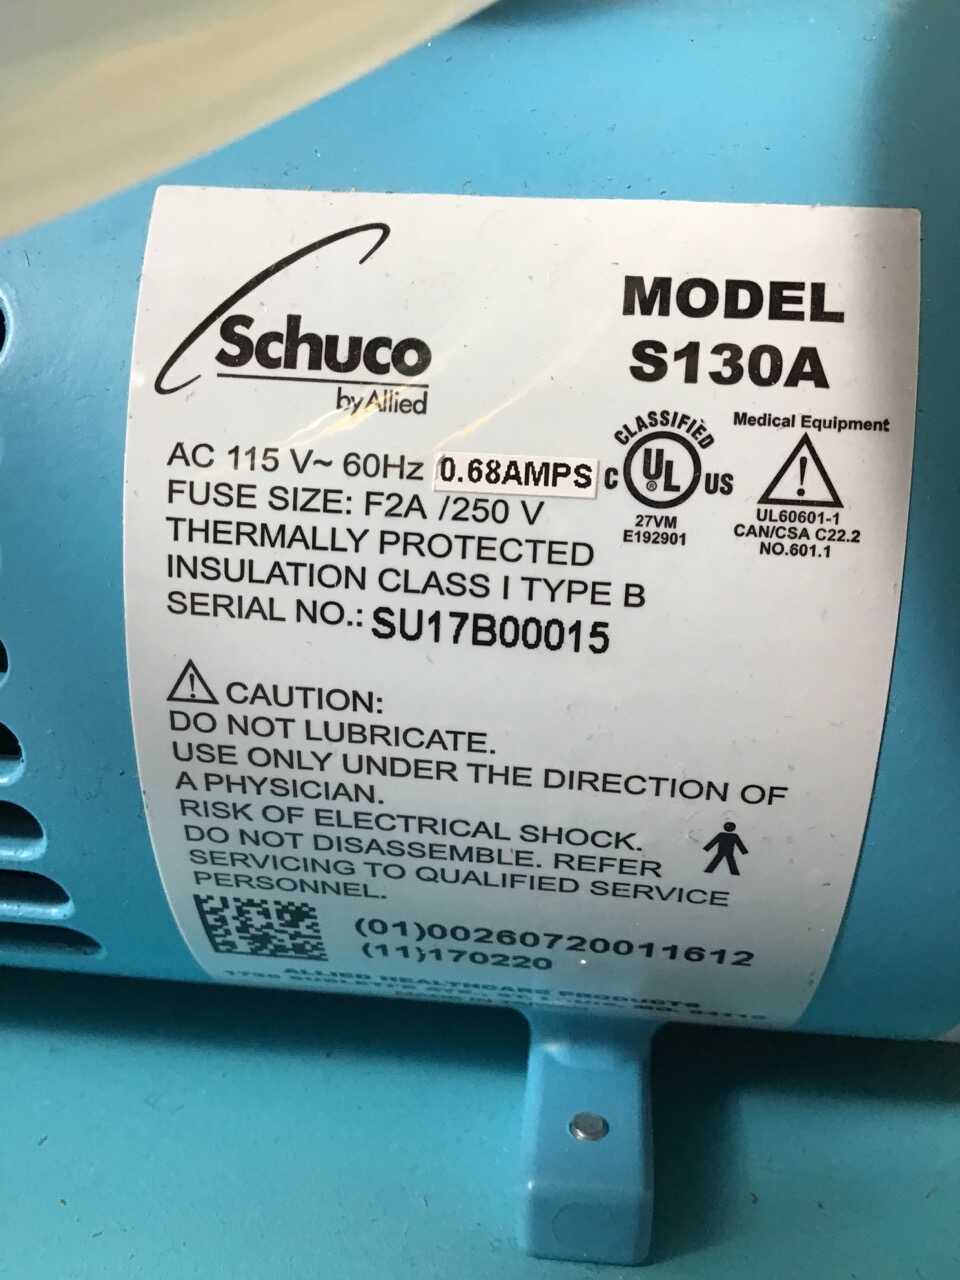 Schuco
by Allied
MODEL
S130A
AC 115 V~ 60Hz 0.68AMPS
FUSE SIZE: F2A /250 V
THERMALLY PROTECTED
INSULATION CLASS I TYPE B
SERIAL NO.: SU17B00015
CLASSIFIED
C UL ® US
27VM
E192901
Medical Equipment
!
UL60601-1
CAN/CSA C22.2
NO.601.1
! CAUTION:
DO NOT LUBRICATE.
USE ONLY UNDER THE DIRECTION OF
A PHYSICIAN.
RISK OF ELECTRICAL SHOCK.
DO NOT DISASSEMBLE. REFER
SERVICING TO QUALIFIED SERVICE
PERSONNEL.
(01)00260720011612
(11)170220
ALLIED HEALTHCARE PRODUCTS